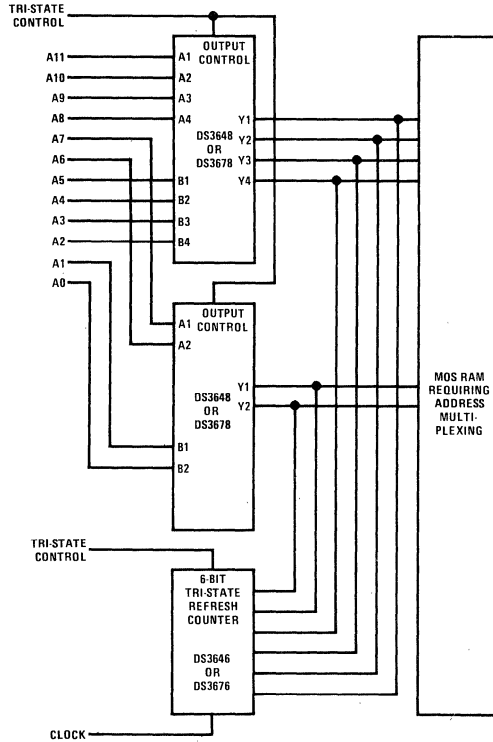 TRI-STATE
CONTROL
OUTPUT
CONTROL
A11
A10
A9
A8
A7
A6
A5
A4
A3
A2
A1
A0
A1
A2
A3
A4
B1
B2
B3
B4
DS3648
OR
DS3678
Y1
Y2
Y3
Y4
OUTPUT
CONTROL
A1
A2
B1
B2
DS3648
OR
DS3678
Y1
Y2
MOS RAM
REQUIRING
ADDRESS
MULTI-
PLEXING
TRI-STATE
CONTROL
6-BIT
TRI-STATE
REFRESH
COUNTER
DS3646
OR
DS3676
CLOCK